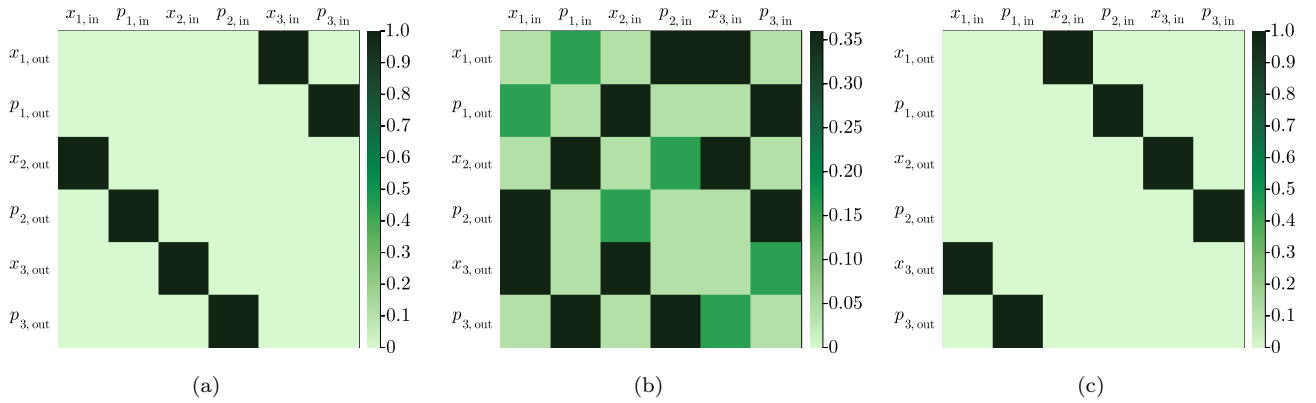 x1, in p1, in x2, in p2, in x3, in p3, in
x1, out
p1, out
x2, out
p2, out
x3, out
p3, out
1.0
0.9
0.8
0.7
0.6
0.5
0.4
0.3
0.2
0.1
0
(a)
x1, in p1, in x2, in p2, in x3, in p3, in
x1, out
p1, out
x2, out
p2, out
x3, out
p3, out
0.35
0.30
0.25
0.20
0.15
0.10
0.05
0
(b)
x1, in p1, in x2, in p2, in x3, in p3, in
x1, out
p1, out
x2, out
p2, out
x3, out
p3, out
1.0
0.9
0.8
0.7
0.6
0.5
0.4
0.3
0.2
0.1
0
(c)